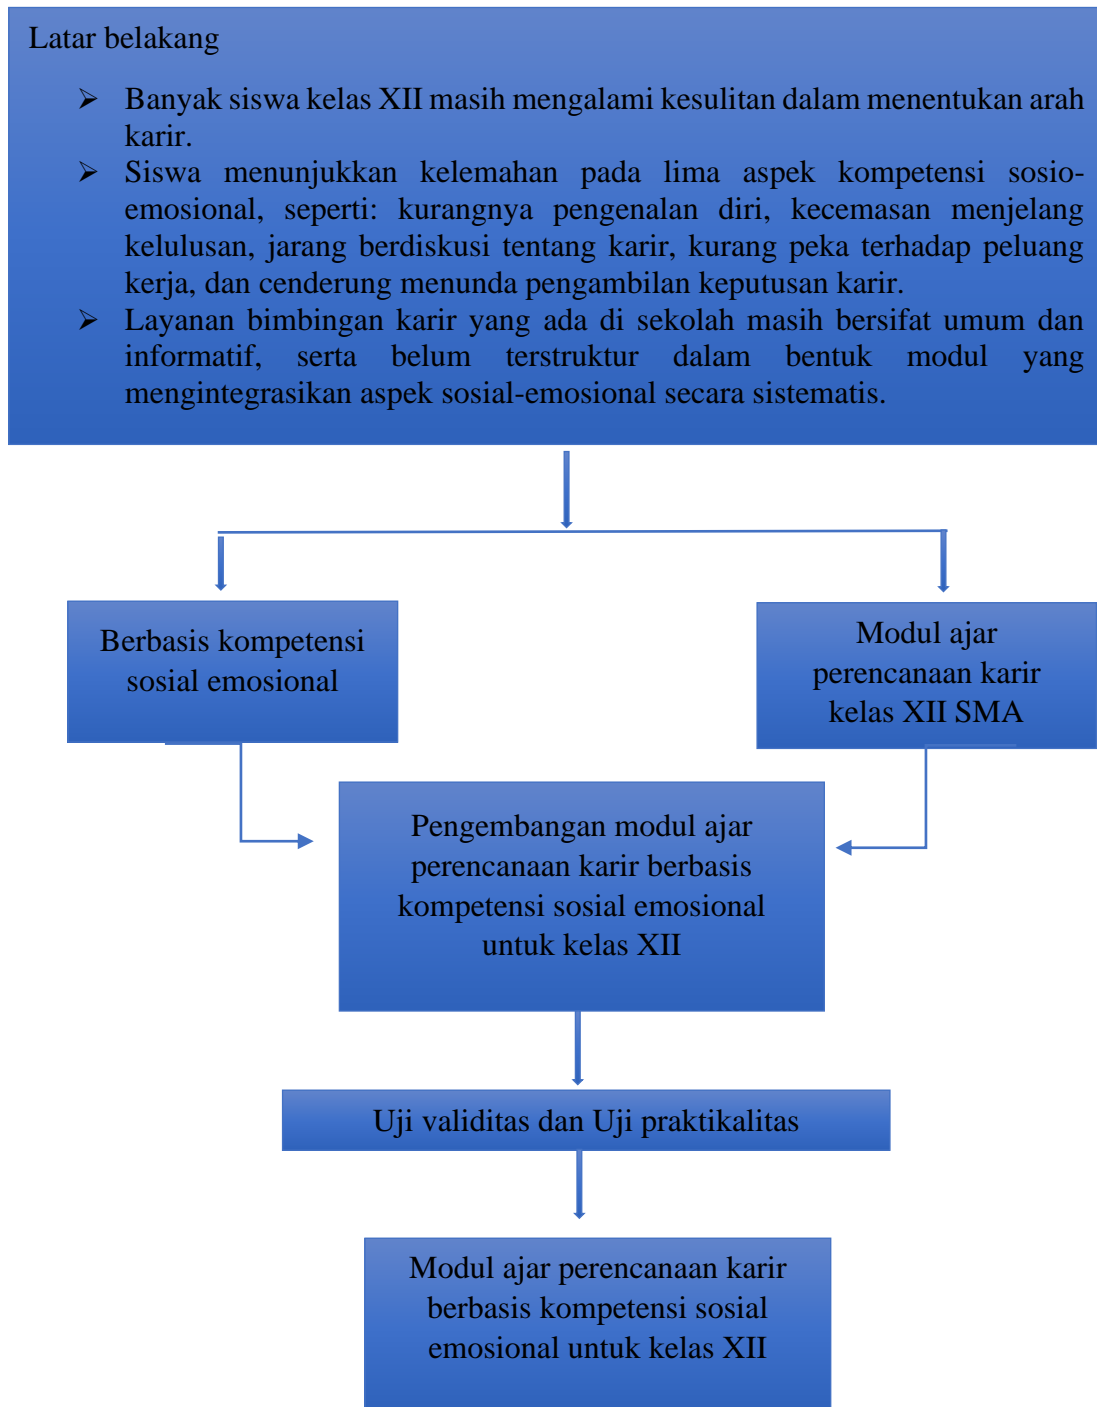 Latar belakang
➢ Banyak siswa kelas XII masih mengalami kesulitan dalam menentukan arah
karir.
➢ Siswa menunjukkan kelemahan pada lima aspek kompetensi sosio-
emosional, seperti: kurangnya pengenalan diri, kecemasan menjelang
kelulusan, jarang berdiskusi tentang karir, kurang peka terhadap peluang
kerja, dan cenderung menunda pengambilan keputusan karir.
➢ Layanan bimbingan karir yang ada di sekolah masih bersifat umum dan
informatif, serta belum terstruktur dalam bentuk modul yang
mengintegrasikan aspek sosial-emosional secara sistematis.
Berbasis kompetensi
sosial emosional
Modul ajar
perencanaan karir
kelas XII SMA
Pengembangan modul ajar
perencanaan karir berbasis
kompetensi sosial emosional
untuk kelas XII
Uji validitas dan Uji praktikalitas
Modul ajar perencanaan karir
berbasis kompetensi sosial
emosional untuk kelas XII